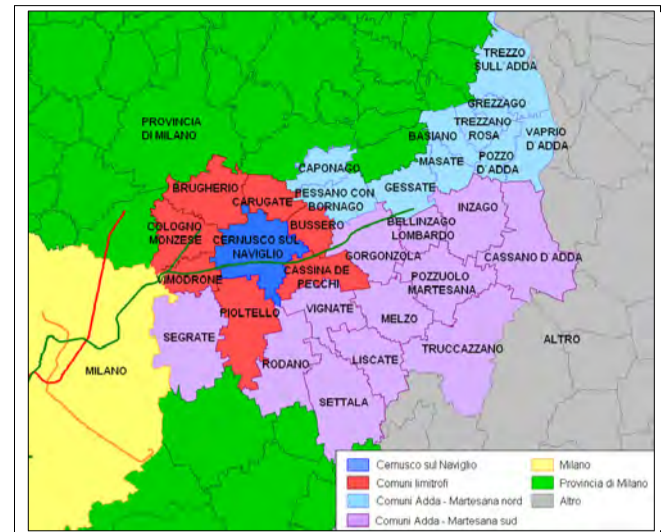 TREZZO
SULL'ADDA
GREZZAGO
PROVINCIA
DI MILANO
TREZZANO
ROSA
BASIANO
VAPRIO
D'ADDA
MASATE
POZZO
D'ADDA
CAPONAGO
BRUGHERIO
PESSANO CON
BORNAGO
GESSATE
CARUGATE
INZAGO
BUSSERO
BELLINZAGO
LOMBARDO
COLOGNO
MONZESE
CERNUSCO SUL
NAVIGLIO
GORGONZOLA
CASSANO D'ADDA
CASSINA DE
PECCHI
VIMODRONE
POZZUOLO
MARTESANA
PIOLTELLO
VIGNATE
MELZO
SEGRATE
ALTRO
TRUCCAZZANO
LISCATE
RODANO
MILANO
SETTALA
Cernusco sul Naviglio
Milano
Comuni limitrofi
Provincia di Milano
Comuni Adda - Martesana nord
Altro
Comuni Adda - Martesana sud